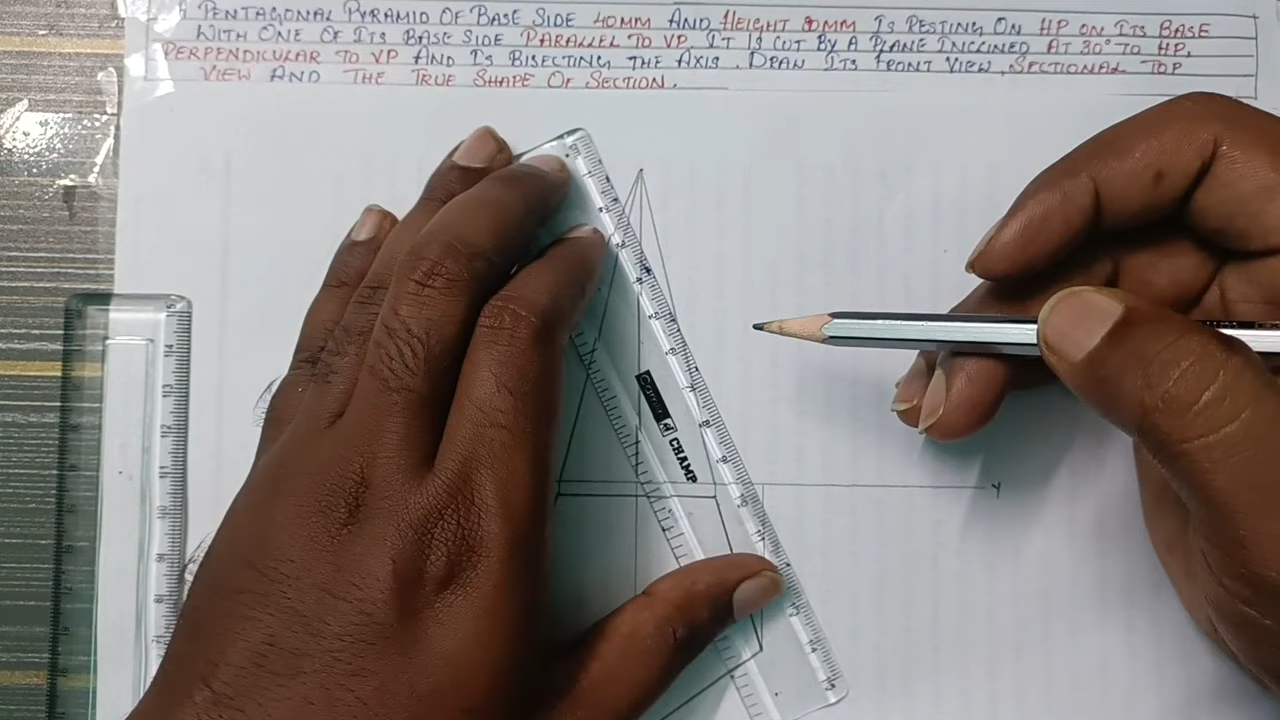 A PENTAGONAL PYRAMID OF BASE SIDE 40MM AND HEIGHT 80MM IS RESTING ON HP ON ITS BASE
WITH ONE OF ITS BASE SIDE PARALLEL TO VP. IT IS CUT BY A PLANE INCLINED AT 30° TO HP,
PERPENDICULAR TO VP AND IS BISECTING THE AXIS. DRAW ITS FRONT VIEW, SECTIONAL TOP
VIEW AND THE TRUE SHAPE OF SECTION.
CHAMP
Y